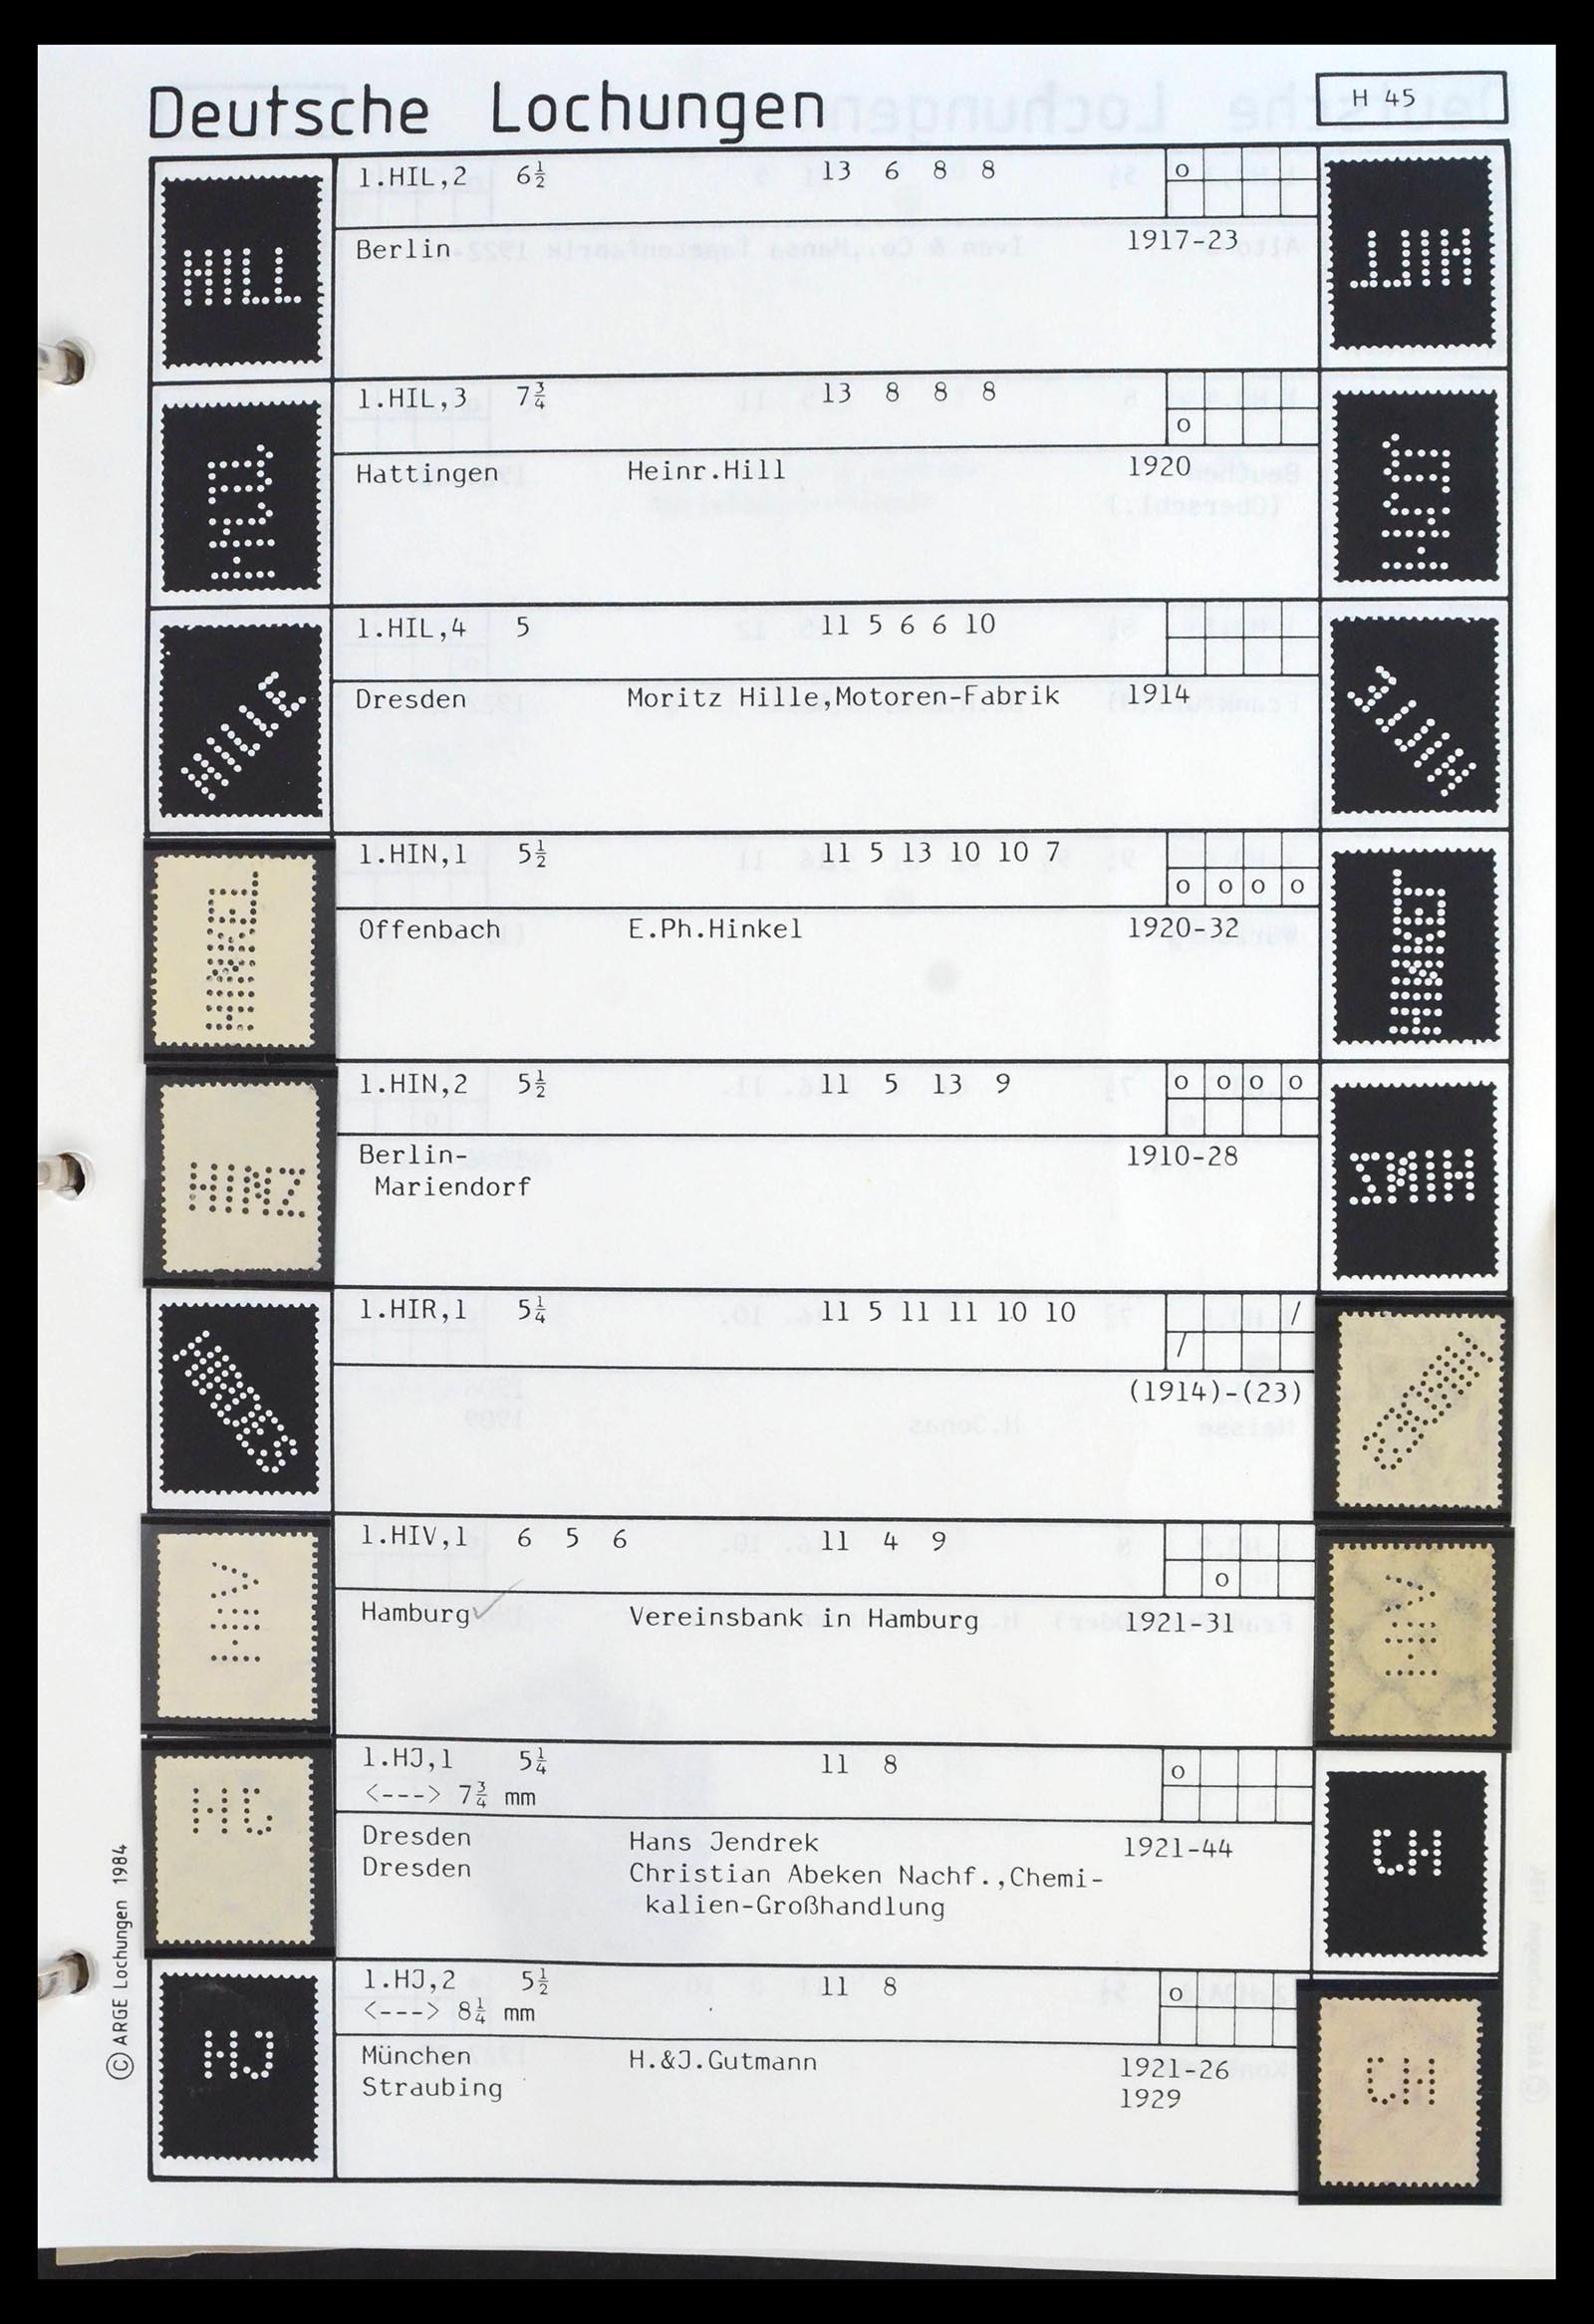 Deutsche Lochungen
H 45
1.HIL,2 6½ 13 6 8 8 o
Berlin 1917-23
HILL
1.HIL,3 7¾ 13 8 8 8 o
Hattingen Heinr.Hill 1920
HILL
1.HIL,4 5 11 5 6 6 10
Dresden Moritz Hille,Motoren-Fabrik 1914
HILLE
1.HIN,1 5½ 11 5 13 10 10 7 o o o o
Offenbach E.Ph.Hinkel 1920-32
HINKEL
1.HIN,2 5½ 11 5 13 9 o o o o
Berlin- 1910-28
Mariendorf
HINZ
1.HIR,1 5¼ 11 5 11 11 10 10 / /
(1914)-(23)
1.HIV,1 6 5 6 11 4 9 o
Hamburg Vereinsbank in Hamburg 1921-31
HIV
1.HJ,1 5¼ 11 8 o
<---> 7¾ mm
Dresden Hans Jendrek 1921-44
Dresden Christian Abeken Nachf.,Chemi-
kalien-Großhandlung
HJ
1.HJ,2 5½ 11 8 o
<---> 8¼ mm
München H.&J.Gutmann 1921-26
Straubing 1929
HJ
© ARGE Lochungen 1984